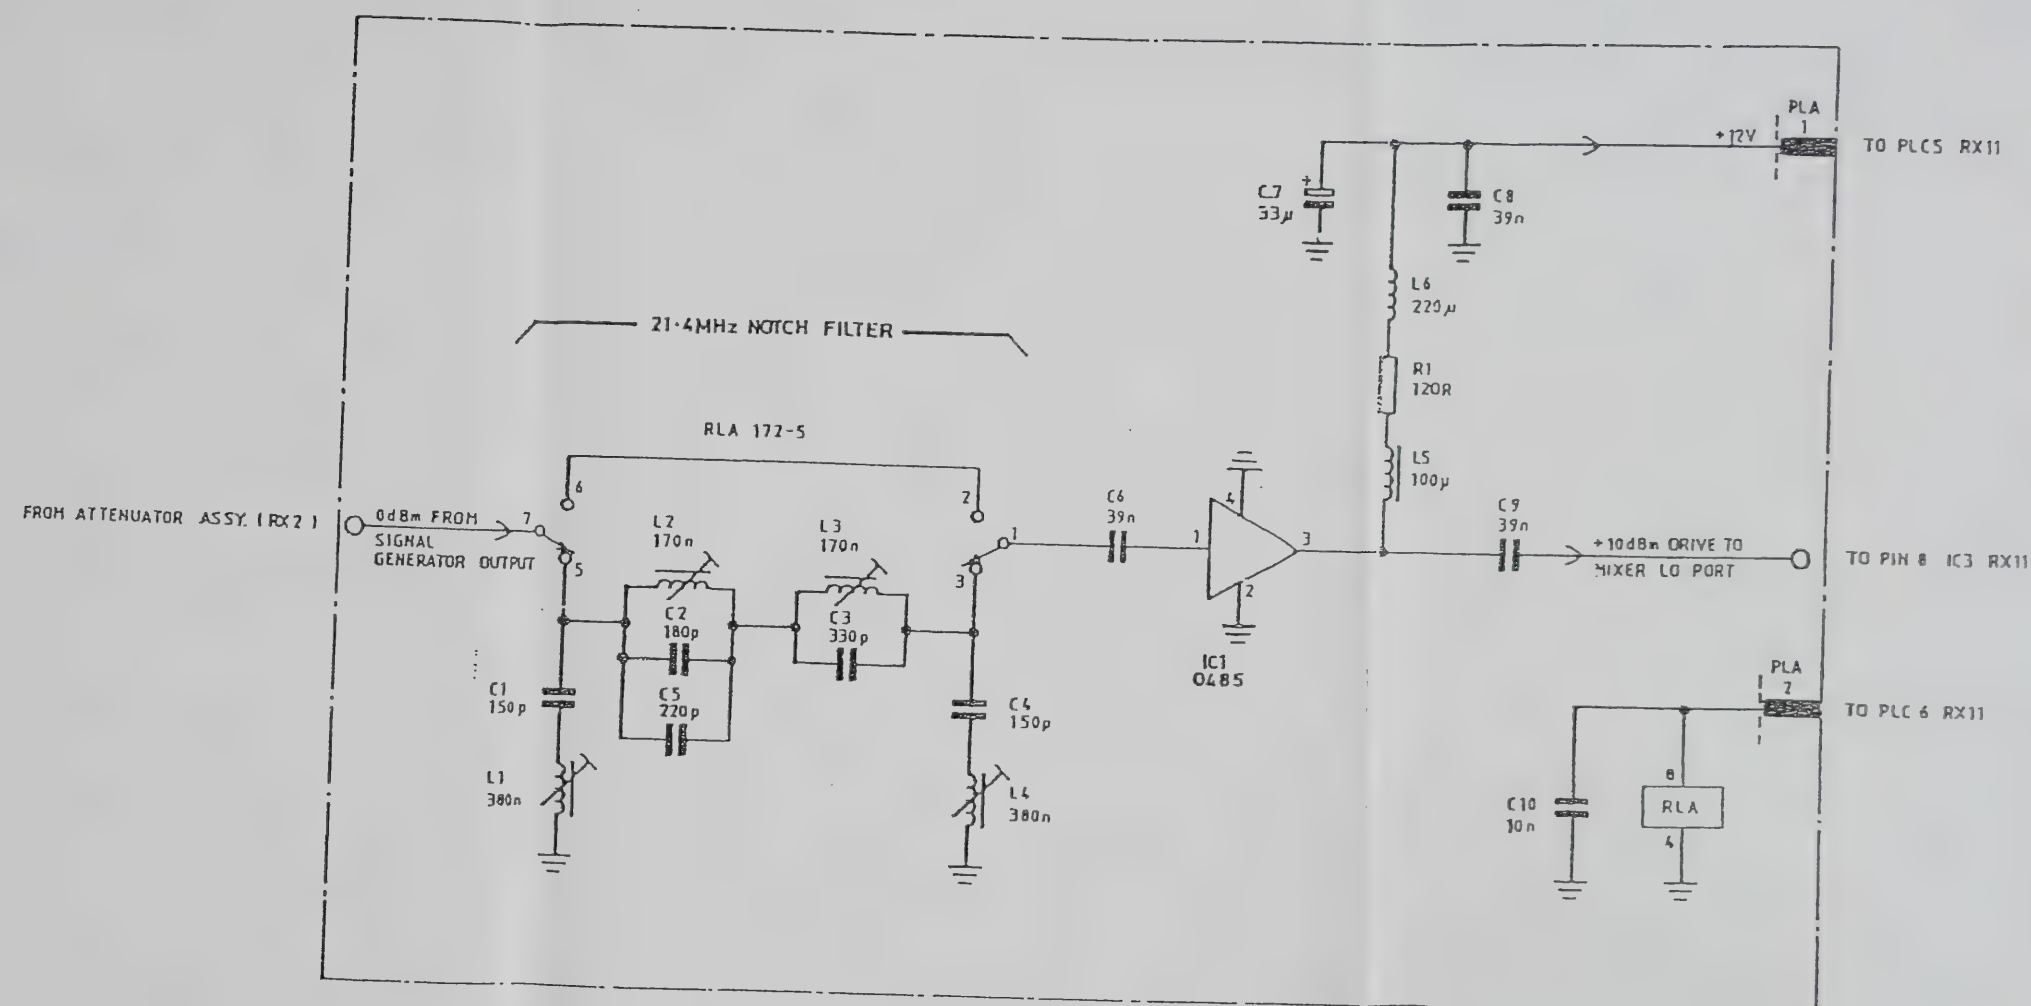 PLA
1
+12V
TO PLC5 RX11
C7
+
33µ
C8
39n
L6
220µ
21·4MHz NOTCH FILTER
R1
120R
RLA 172-5
L5
100µ
FROM ATTENUATOR ASSY. (RX2)
0dBm FROM
SIGNAL
GENERATOR OUTPUT
7
6
5
L2
170n
C2
180p
C5
220p
L3
170n
C3
330p
2
1
3
C6
39n
1
4
3
2
IC1
0485
C9
39n
+10dBm DRIVE TO
MIXER LO PORT
TO PIN 8 IC3 RX11
C1
150p
L1
380n
C4
150p
L4
380n
PLA
2
TO PLC 6 RX11
C10
10n
8
RLA
4